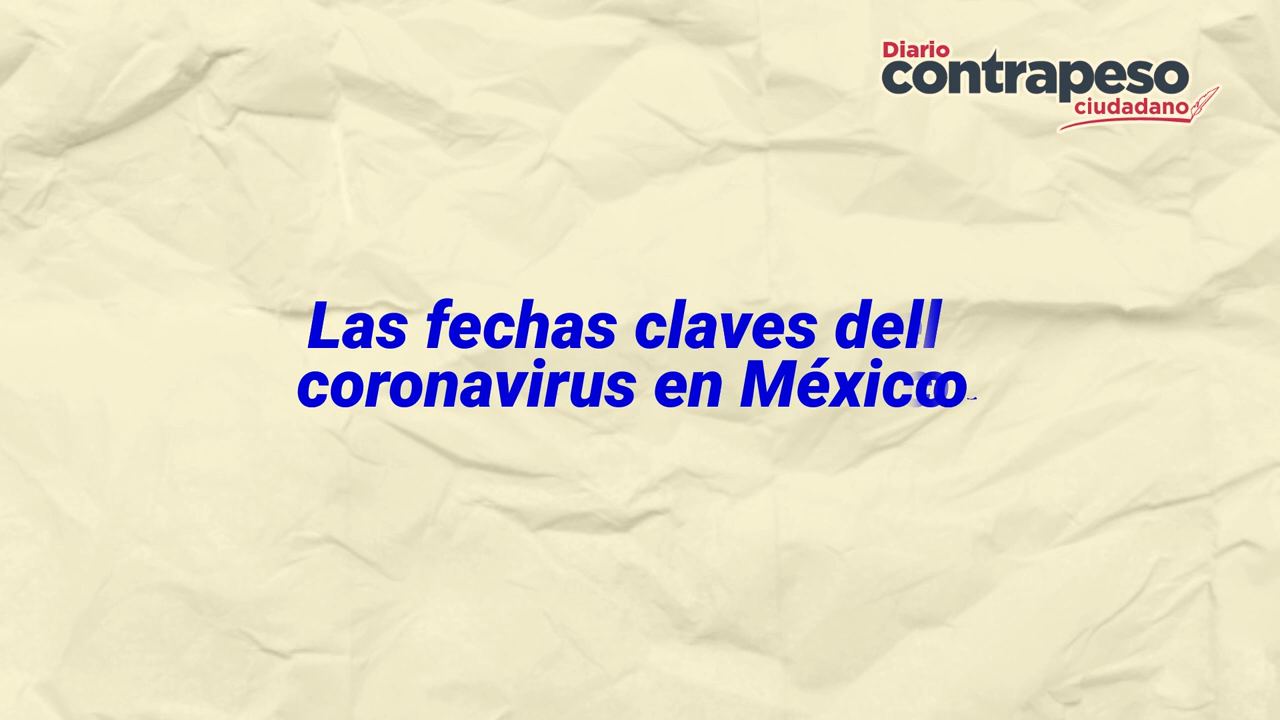 Diario
contrapeso
ciudadano
Las fechas claves del
coronavirus en México